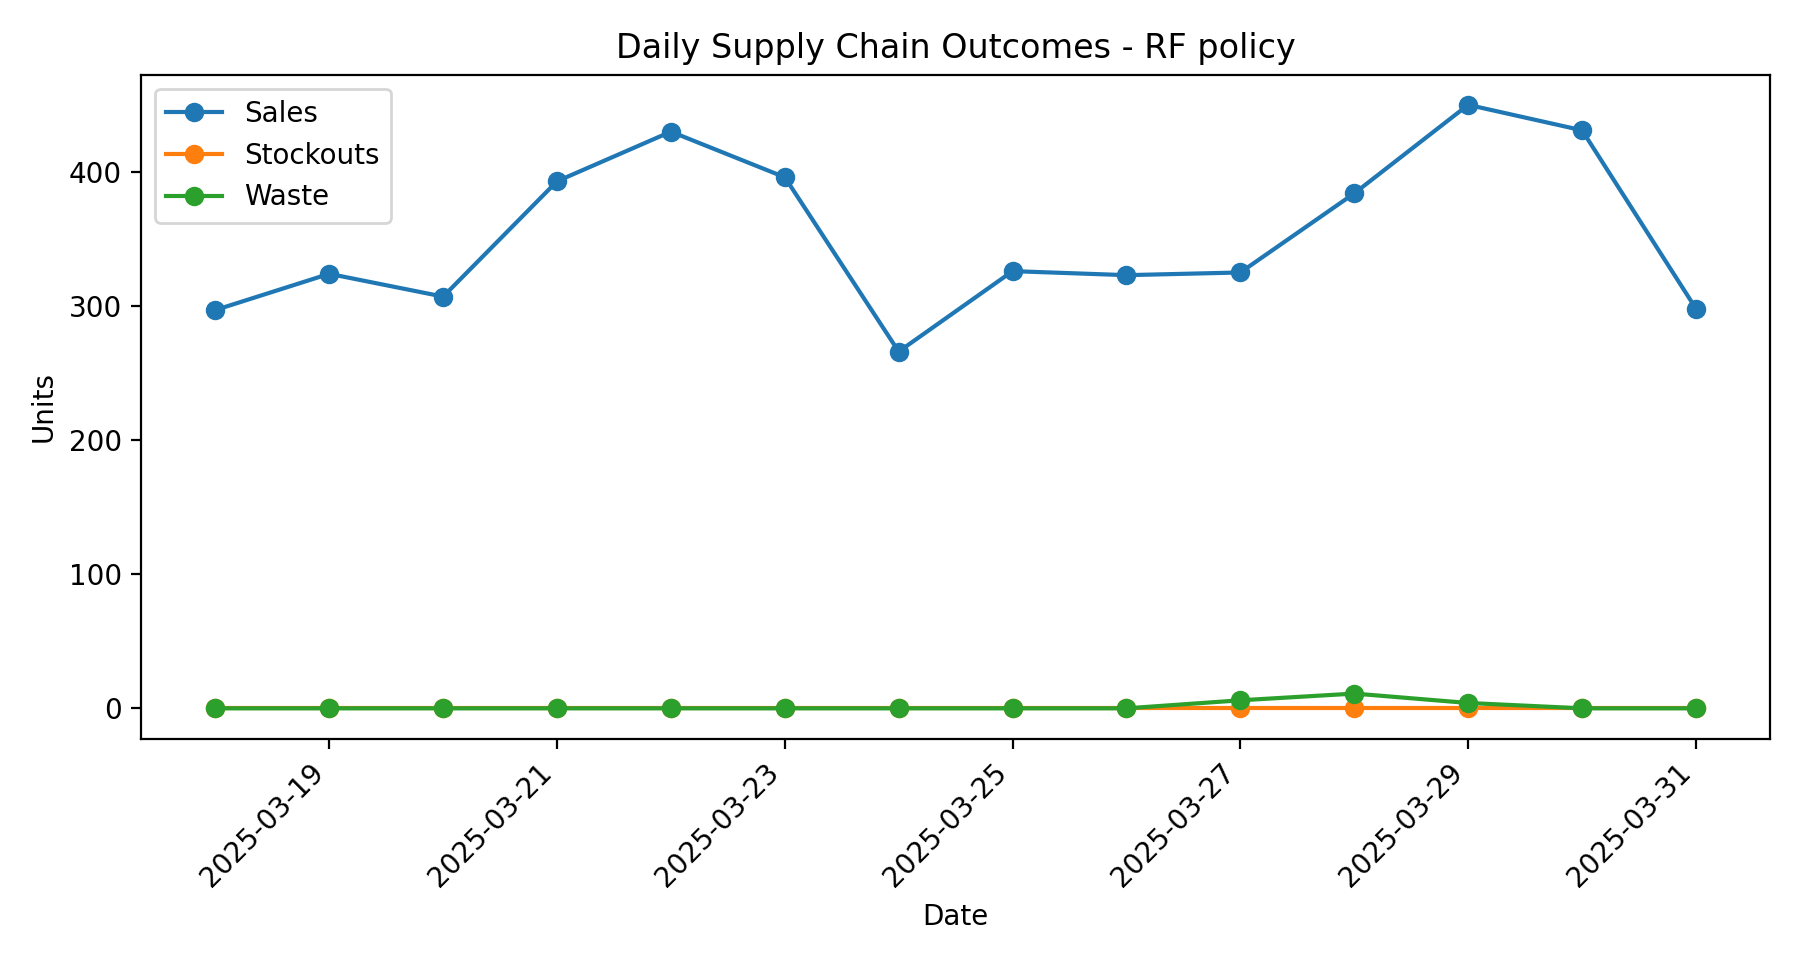 Daily Supply Chain Outcomes - RF policy
Sales
Stockouts
Waste
400
300
200
100
0
Units
2025-03-19
2025-03-21
2025-03-23
2025-03-25
2025-03-27
2025-03-29
2025-03-31
Date